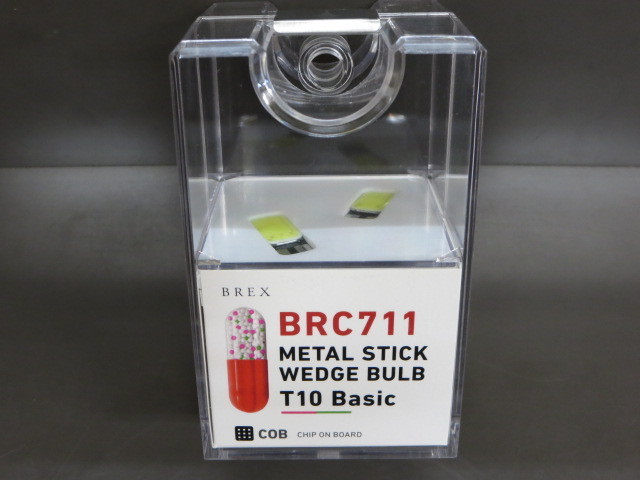 BREX
BRC711
METAL STICK
WEDGE BULB
T10 Basic
COB CHIP ON BOARD